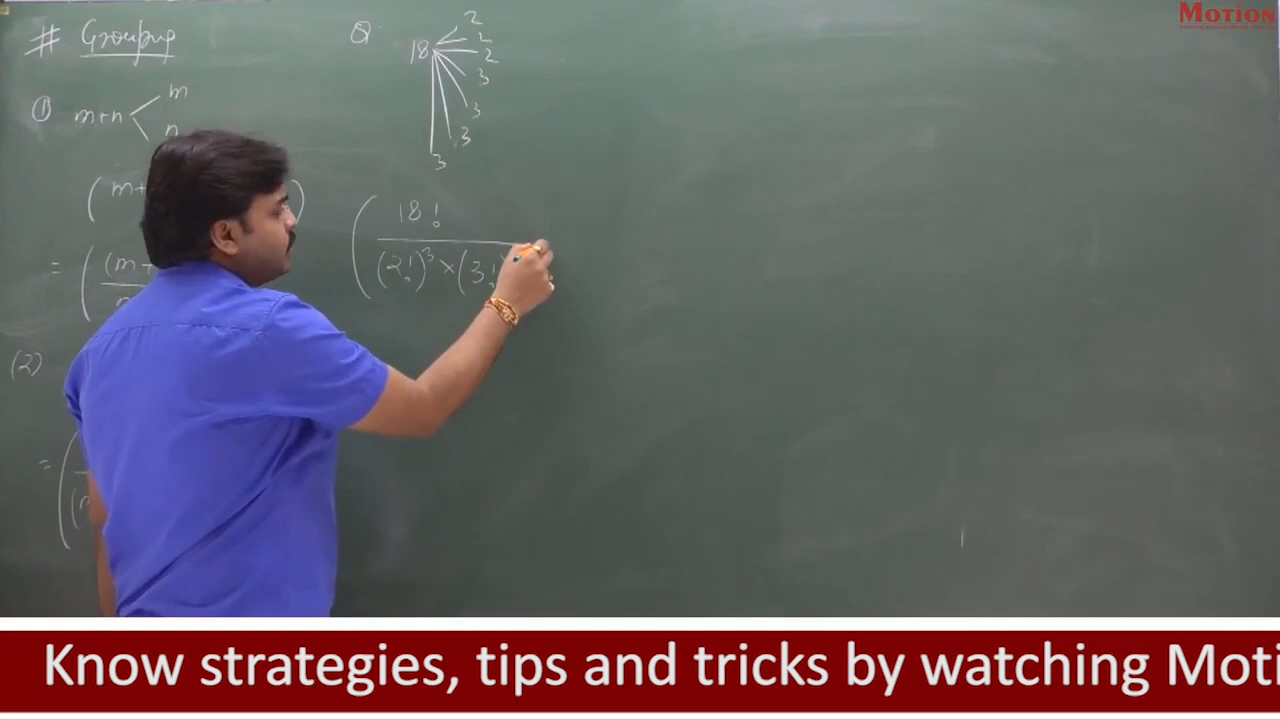 # Grouping
① m+n m
n
(m+ )
= ( (m+
(2)
= (
(
Q.
18 2
2
2
3
3
3
3
( 18!
(2!)³ × (3!
MOTION
Know strategies, tips and tricks by watching Moti